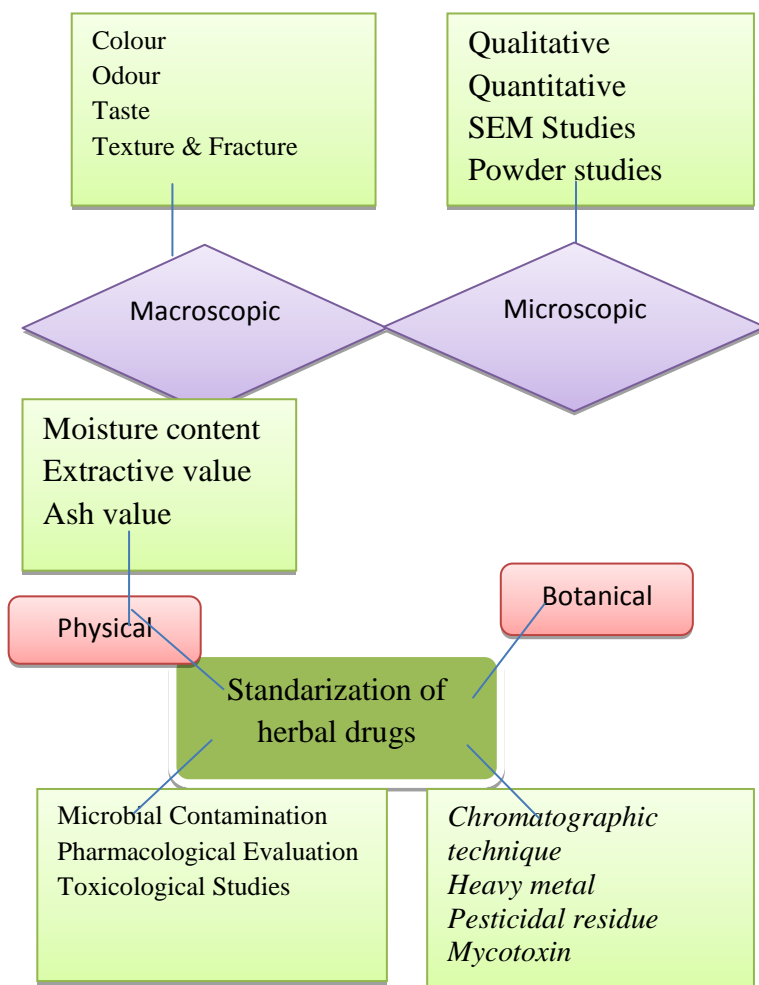 Colour
Odour
Taste
Texture & Fracture
Qualitative
Quantitative
SEM Studies
Powder studies
Macroscopic
Microscopic
Moisture content
Extractive value
Ash value
Physical
Botanical
Standarization of
herbal drugs
Microbial Contamination
Pharmacological Evaluation
Toxicological Studies
Chromatographic
technique
Heavy metal
Pesticidal residue
Mycotoxin